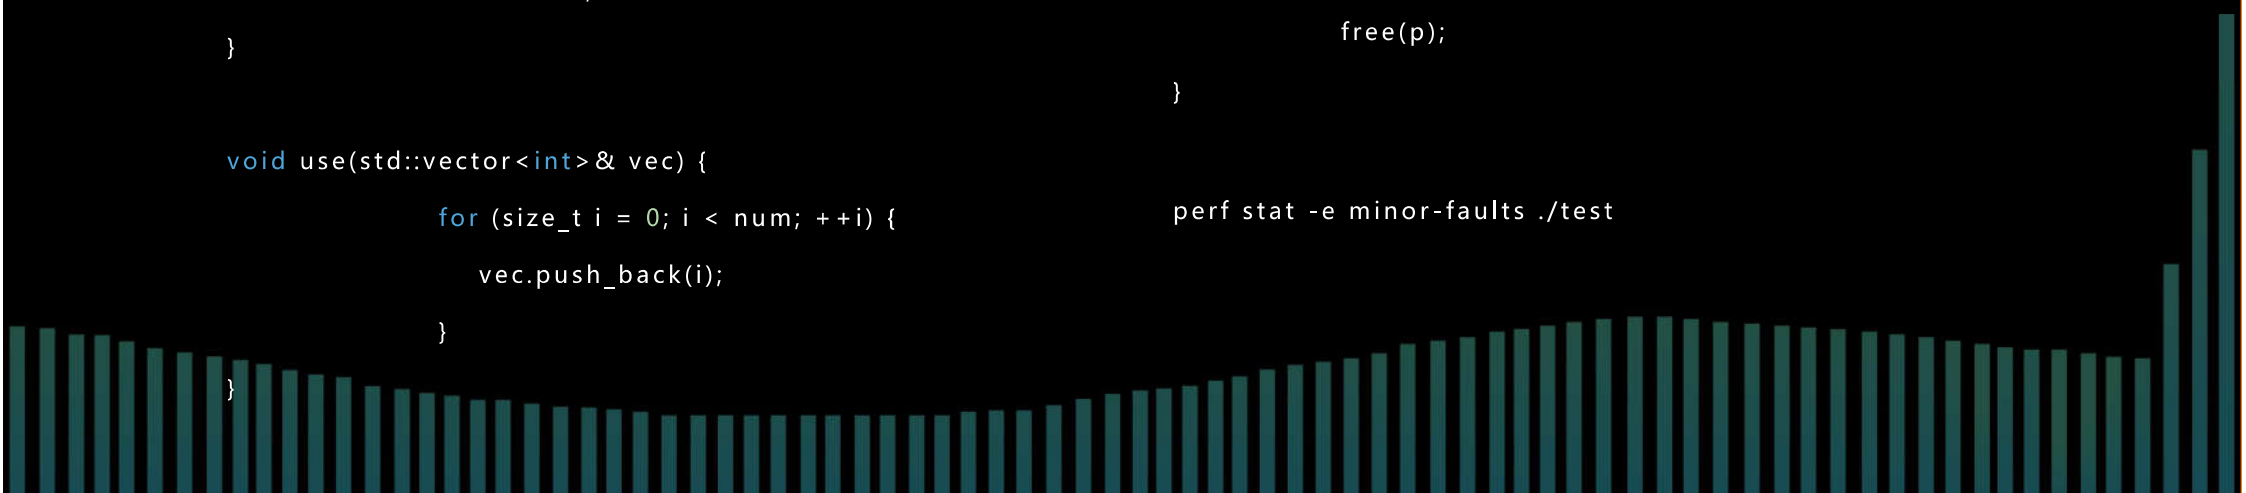 }
void use(std::vector<int>& vec) {
for (size_t i = 0; i < num; ++i) {
vec.push_back(i);
}
}
free(p);
}
perf stat -e minor-faults ./test